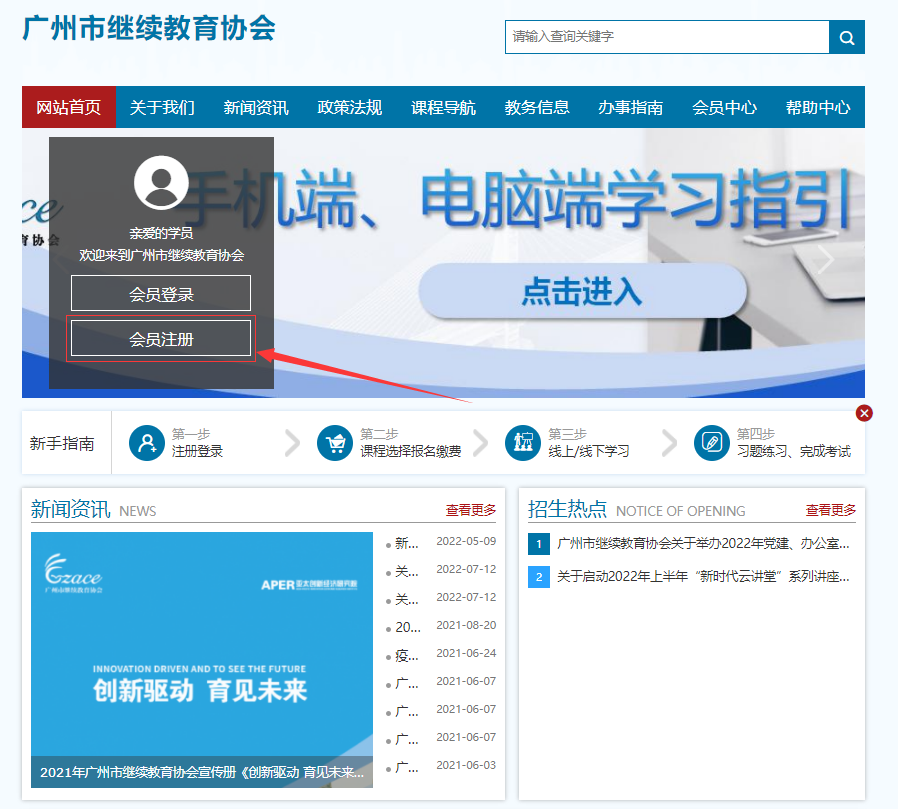 广州市继续教育协会
请输入查询关键字
网站首页 关于我们 新闻资讯 政策法规 课程导航 教务信息 办事指南 会员中心 帮助中心
手机端、电脑端学习指引
亲爱的学员
欢迎来到广州市继续教育协会
会员登录
点击进入
会员注册
新手指南
第一步
注册登录
第二步
课程选择报名缴费
第三步
线上/线下学习
第四步
习题练习、完成考试
新闻资讯 NEWS 查看更多
Ezace
广州市继续教育协会
APER亚太创新经济研究院
INNOVATION DRIVEN AND TO SEE THE FUTURE
创新驱动 育见未来
2021年广州市继续教育协会宣传册《创新驱动 育见未来...
新... 2022-05-09
关... 2022-07-12
关... 2022-07-12
20... 2021-08-20
疫... 2021-06-24
广... 2021-06-07
广... 2021-06-07
广... 2021-06-07
广... 2021-06-03
招生热点 NOTICE OF OPENING 查看更多
1 广州市继续教育协会关于举办2022年党建、办公室...
2 关于启动2022年上半年“新时代云讲堂”系列讲座...